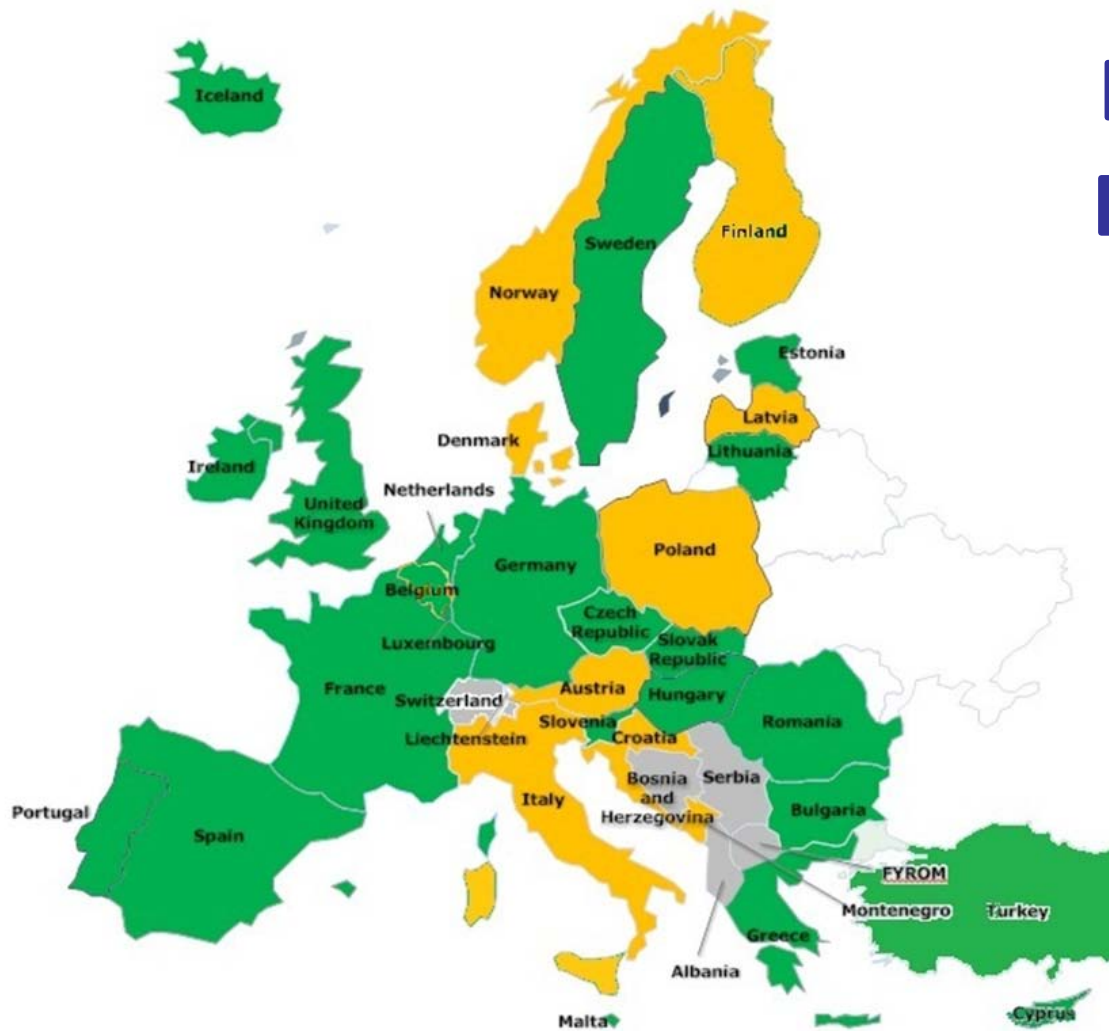 Iceland
Finland
Sweden
Norway
Estonia
Latvia
Denmark
Lithuania
Ireland
Netherlands
United
Kingdom
Poland
Germany
Belgium
Czech
Republic
Luxembourg
Slovak
Republic
France
Switzerland
Austria
Hungary
Liechtenstein
Slovenia
Croatia
Romania
Bosnia
and
Herzegovina
Serbia
Italy
Bulgaria
Portugal
Spain
FYROM
Montenegro
Turkey
Greece
Albania
Malta
Cyprus